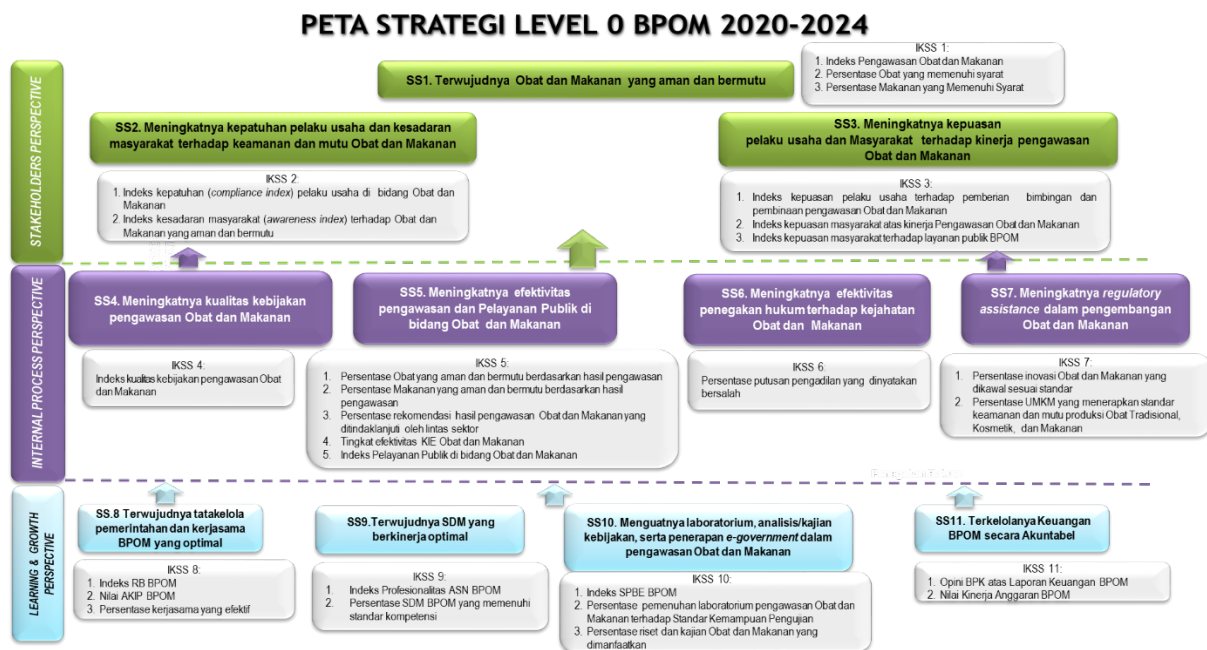 PETA STRATEGI LEVEL 0 BPOM 2020-2024
STAKEHOLDERS PERSPECTIVE
SS1. Terwujudnya Obat dan Makanan yang aman dan bermutu
IKSS 1:
1. Indeks Pengawasan Obat dan Makanan
2. Persentase Obat yang memenuhi syarat
3. Persentase Makanan yang Memenuhi Syarat
SS2. Meningkatnya kepatuhan pelaku usaha dan kesadaran
masyarakat terhadap keamanan dan mutu Obat dan Makanan
IKSS 2:
1. Indeks kepatuhan (compliance index) pelaku usaha di bidang Obat dan
Makanan
2. Indeks kesadaran masyarakat (awareness index) terhadap Obat dan
Makanan yang aman dan bermutu
SS3. Meningkatnya kepuasan
pelaku usaha dan Masyarakat terhadap kinerja pengawasan
Obat dan Makanan
IKSS 3:
1. Indeks kepuasan pelaku usaha terhadap pemberian bimbingan dan
pembinaan pengawasan Obat dan Makanan
2. Indeks kepuasan masyarakat atas kinerja Pengawasan Obat dan Makanan
3. Indeks kepuasan masyarakat terhadap layanan publik BPOM
INTERNAL PROCESS PERSPECTIVE
SS4. Meningkatnya kualitas kebijakan
pengawasan Obat dan Makanan
IKSS 4:
Indeks kualitas kebijakan pengawasan Obat
dan Makanan
SS5. Meningkatnya efektivitas
pengawasan dan Pelayanan Publik di
bidang Obat dan Makanan
IKSS 5:
1. Persentase Obat yang aman dan bermutu berdasarkan hasil pengawasan
2. Persentase Makanan yang aman dan bermutu berdasarkan hasil
pengawasan
3. Persentase rekomendasi hasil pengawasan Obat dan Makanan yang
ditindaklanjuti oleh lintas sektor
4. Tingkat efektivitas KIE Obat dan Makanan
5. Indeks Pelayanan Publik di bidang Obat dan Makanan
SS6. Meningkatnya efektivitas
penegakan hukum terhadap kejahatan
Obat dan Makanan
IKSS 6:
Persentase putusan pengadilan yang dinyatakan
bersalah
SS7. Meningkatnya regulatory
assistance dalam pengembangan
Obat dan Makanan
IKSS 7:
1. Persentase inovasi Obat dan Makanan yang
dikawal sesuai standar
2. Persentase UMKM yang menerapkan standar
keamanan dan mutu produksi Obat Tradisional,
Kosmetik, dan Makanan
LEARNING & GROWTH
PERSPECTIVE
SS.8 Terwujudnya tatakelola
pemerintahan dan kerjasama
BPOM yang optimal
IKSS 8:
1. Indeks RB BPOM
2. Nilai AKIP BPOM
3. Persentase kerjasama yang efektif
SS9.Terwujudnya SDM yang
berkinerja optimal
IKSS 9:
1. Indeks Profesionalitas ASN BPOM
2. Persentase SDM BPOM yang memenuhi
standar kompetensi
SS10. Menguatnya laboratorium, analisis/kajian
kebijakan, serta penerapan e-government dalam
pengawasan Obat dan Makanan
IKSS 10:
1. Indeks SPBE BPOM
2. Persentase pemenuhan laboratorium pengawasan Obat dan
Makanan terhadap Standar Kemampuan Pengujian
3. Persentase riset dan kajian Obat dan Makanan yang
dimanfaatkan
SS11. Terkelolanya Keuangan
BPOM secara Akuntabel
IKSS 11:
1. Opini BPK atas Laporan Keuangan BPOM
2. Nilai Kinerja Anggaran BPOM